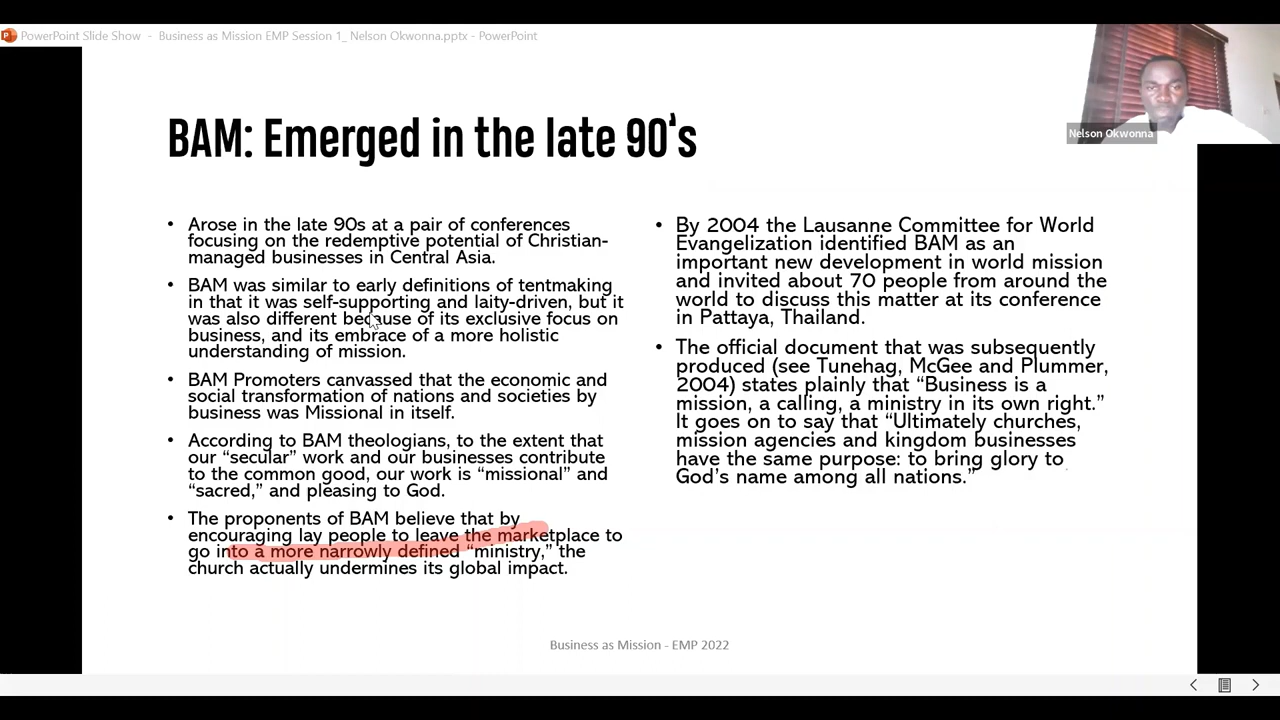 PowerPoint Slide Show - Business as Mission EMP Session 1_ Nelson Okwonna.pptx - PowerPoint
Nelson Okwonna
BAM: Emerged in the late 90's
• Arose in the late 90s at a pair of conferences
focusing on the redemptive potential of Christian-
managed businesses in Central Asia.
• BAM was similar to early definitions of tentmaking
in that it was self-supporting and laity-driven, but it
was also different because of its exclusive focus on
business, and its embrace of a more holistic
understanding of mission.
• BAM Promoters canvassed that the economic and
social transformation of nations and societies by
business was Missional in itself.
• According to BAM theologians, to the extent that
our “secular” work and our businesses contribute
to the common good, our work is “missional” and
“sacred,” and pleasing to God.
• The proponents of BAM believe that by
encouraging lay people to leave the marketplace to
go into a more narrowly defined “ministry,” the
church actually undermines its global impact.
• By 2004 the Lausanne Committee for World
Evangelization identified BAM as an
important new development in world mission
and invited about 70 people from around the
world to discuss this matter at its conference
in Pattaya, Thailand.
• The official document that was subsequently
produced (see Tunehag, McGee and Plummer,
2004) states plainly that “Business is a
mission, a calling, a ministry in its own right.”
It goes on to say that “Ultimately churches,
mission agencies and kingdom businesses
have the same purpose: to bring glory to
God’s name among all nations.”
Business as Mission - EMP 2022